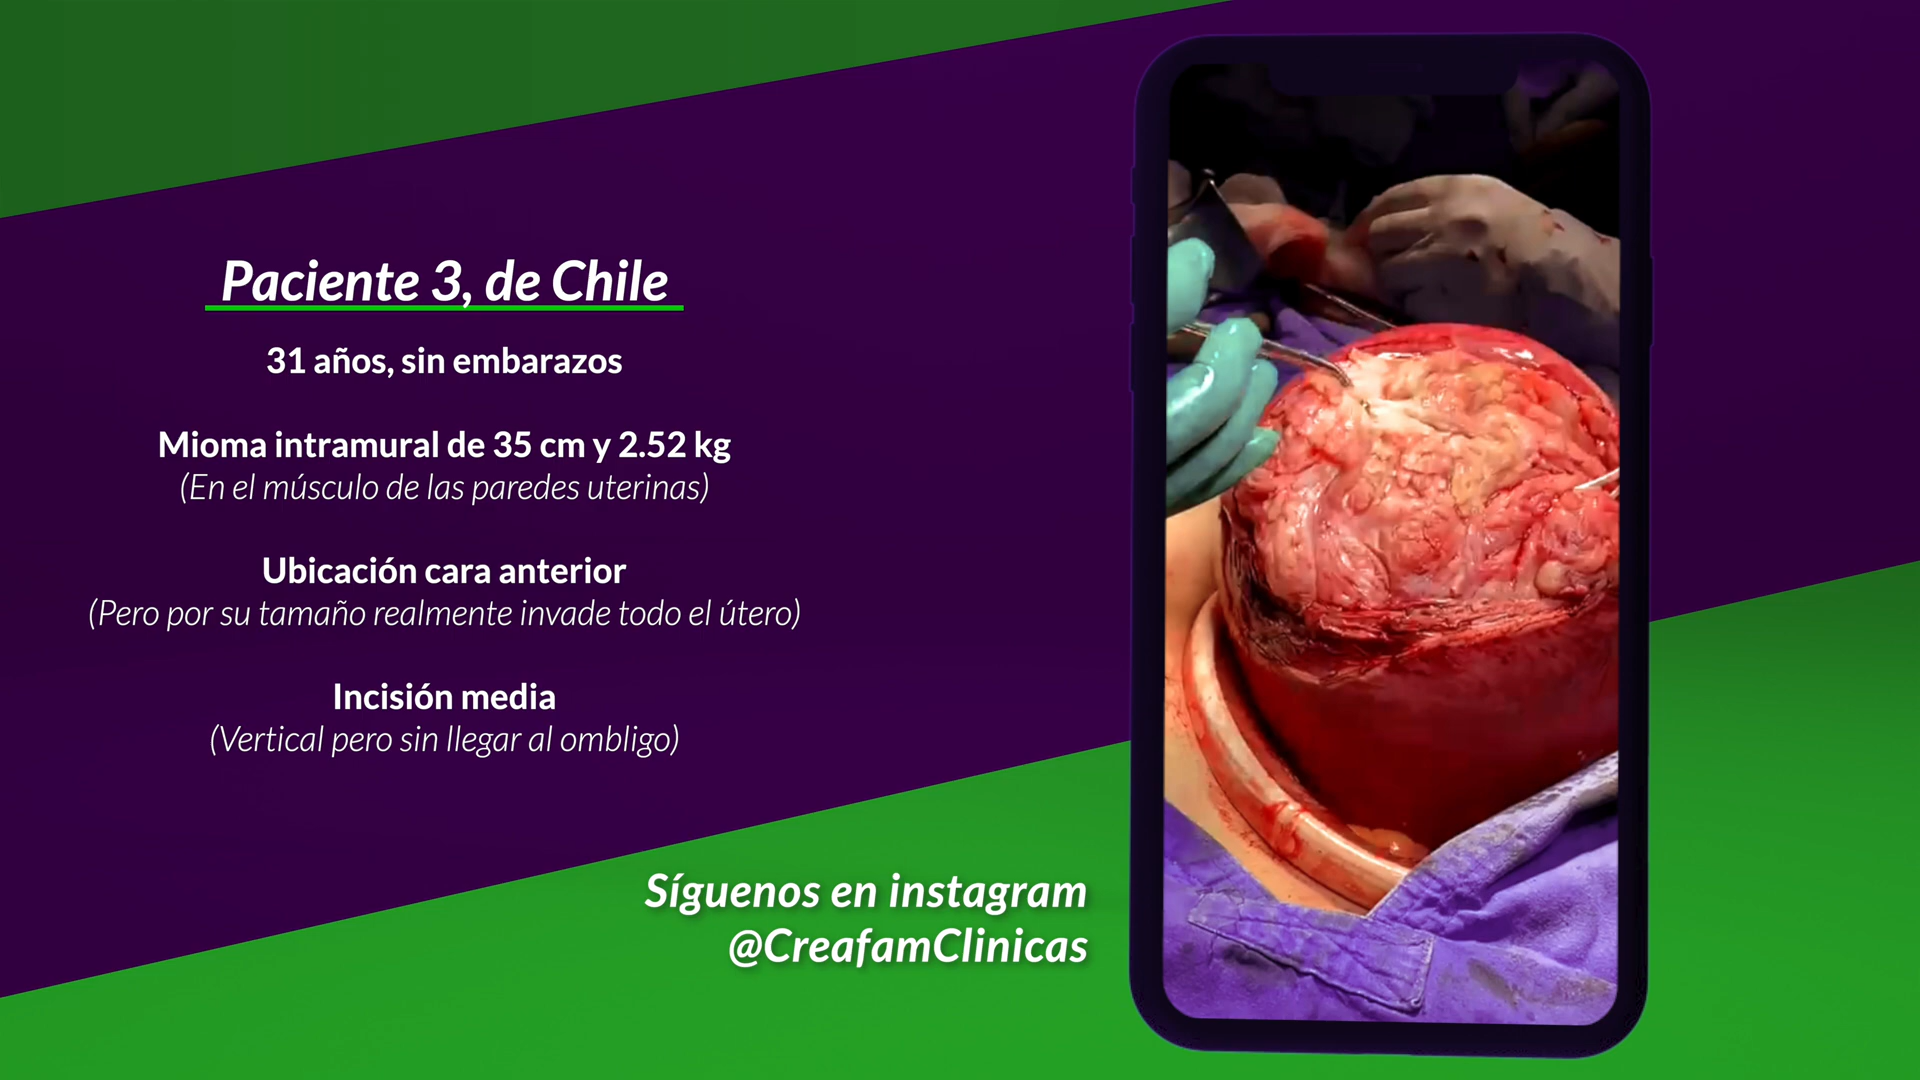 Paciente 3, de Chile
31 años, sin embarazos
Mioma intramural de 35 cm y 2.52 kg
(En el músculo de las paredes uterinas)
Ubicación cara anterior
(Pero por su tamaño realmente invade todo el útero)
Incisión media
(Vertical pero sin llegar al ombligo)
Síguenos en instagram
@CreafamClinicas